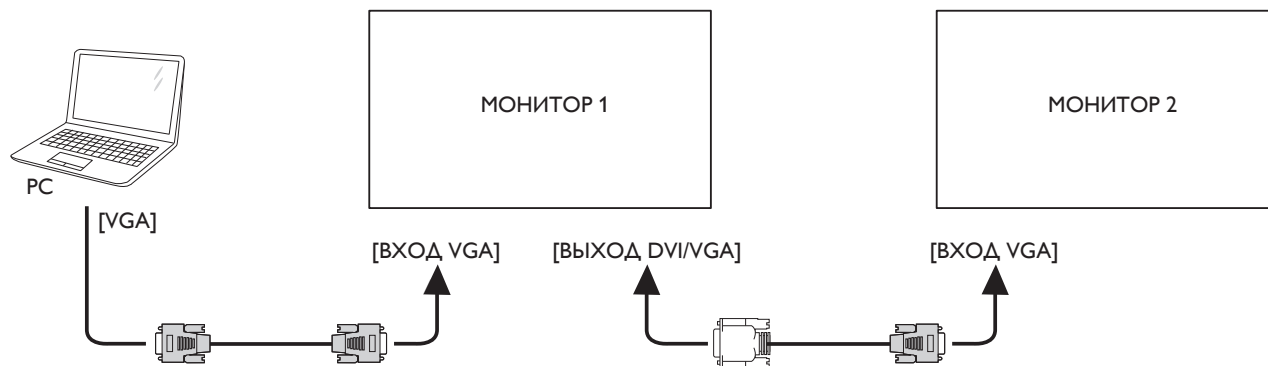 МОНИТОР 1
МОНИТОР 2
PC
[VGA]
[ВХОД VGA]
[ВЫХОД DVI/VGA]
[ВХОД VGA]